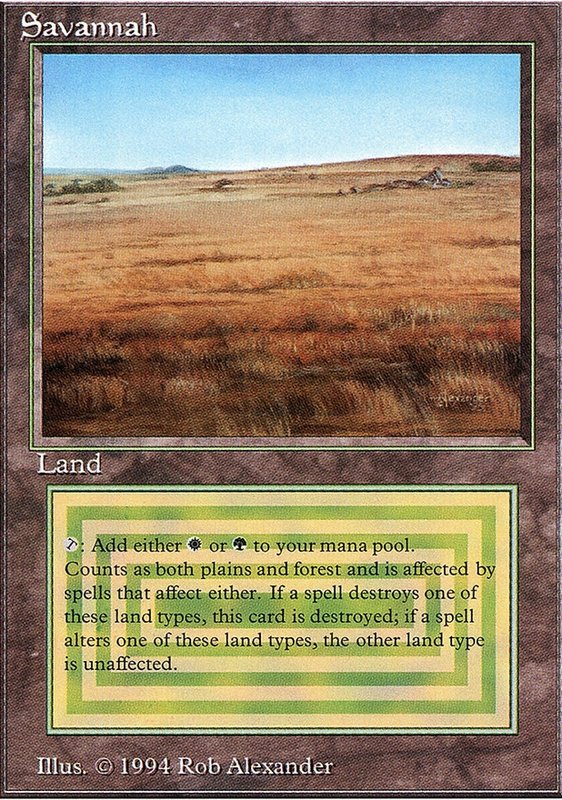 Savannah
Alexander
Land
: Add either or to your mana pool.
Counts as both plains and forest and is affected by
spells that affect either. If a spell destroys one of
these land types, this card is destroyed; if a spell
alters one of these land types, the other land type
is unaffected.
Illus. © 1994 Rob Alexander